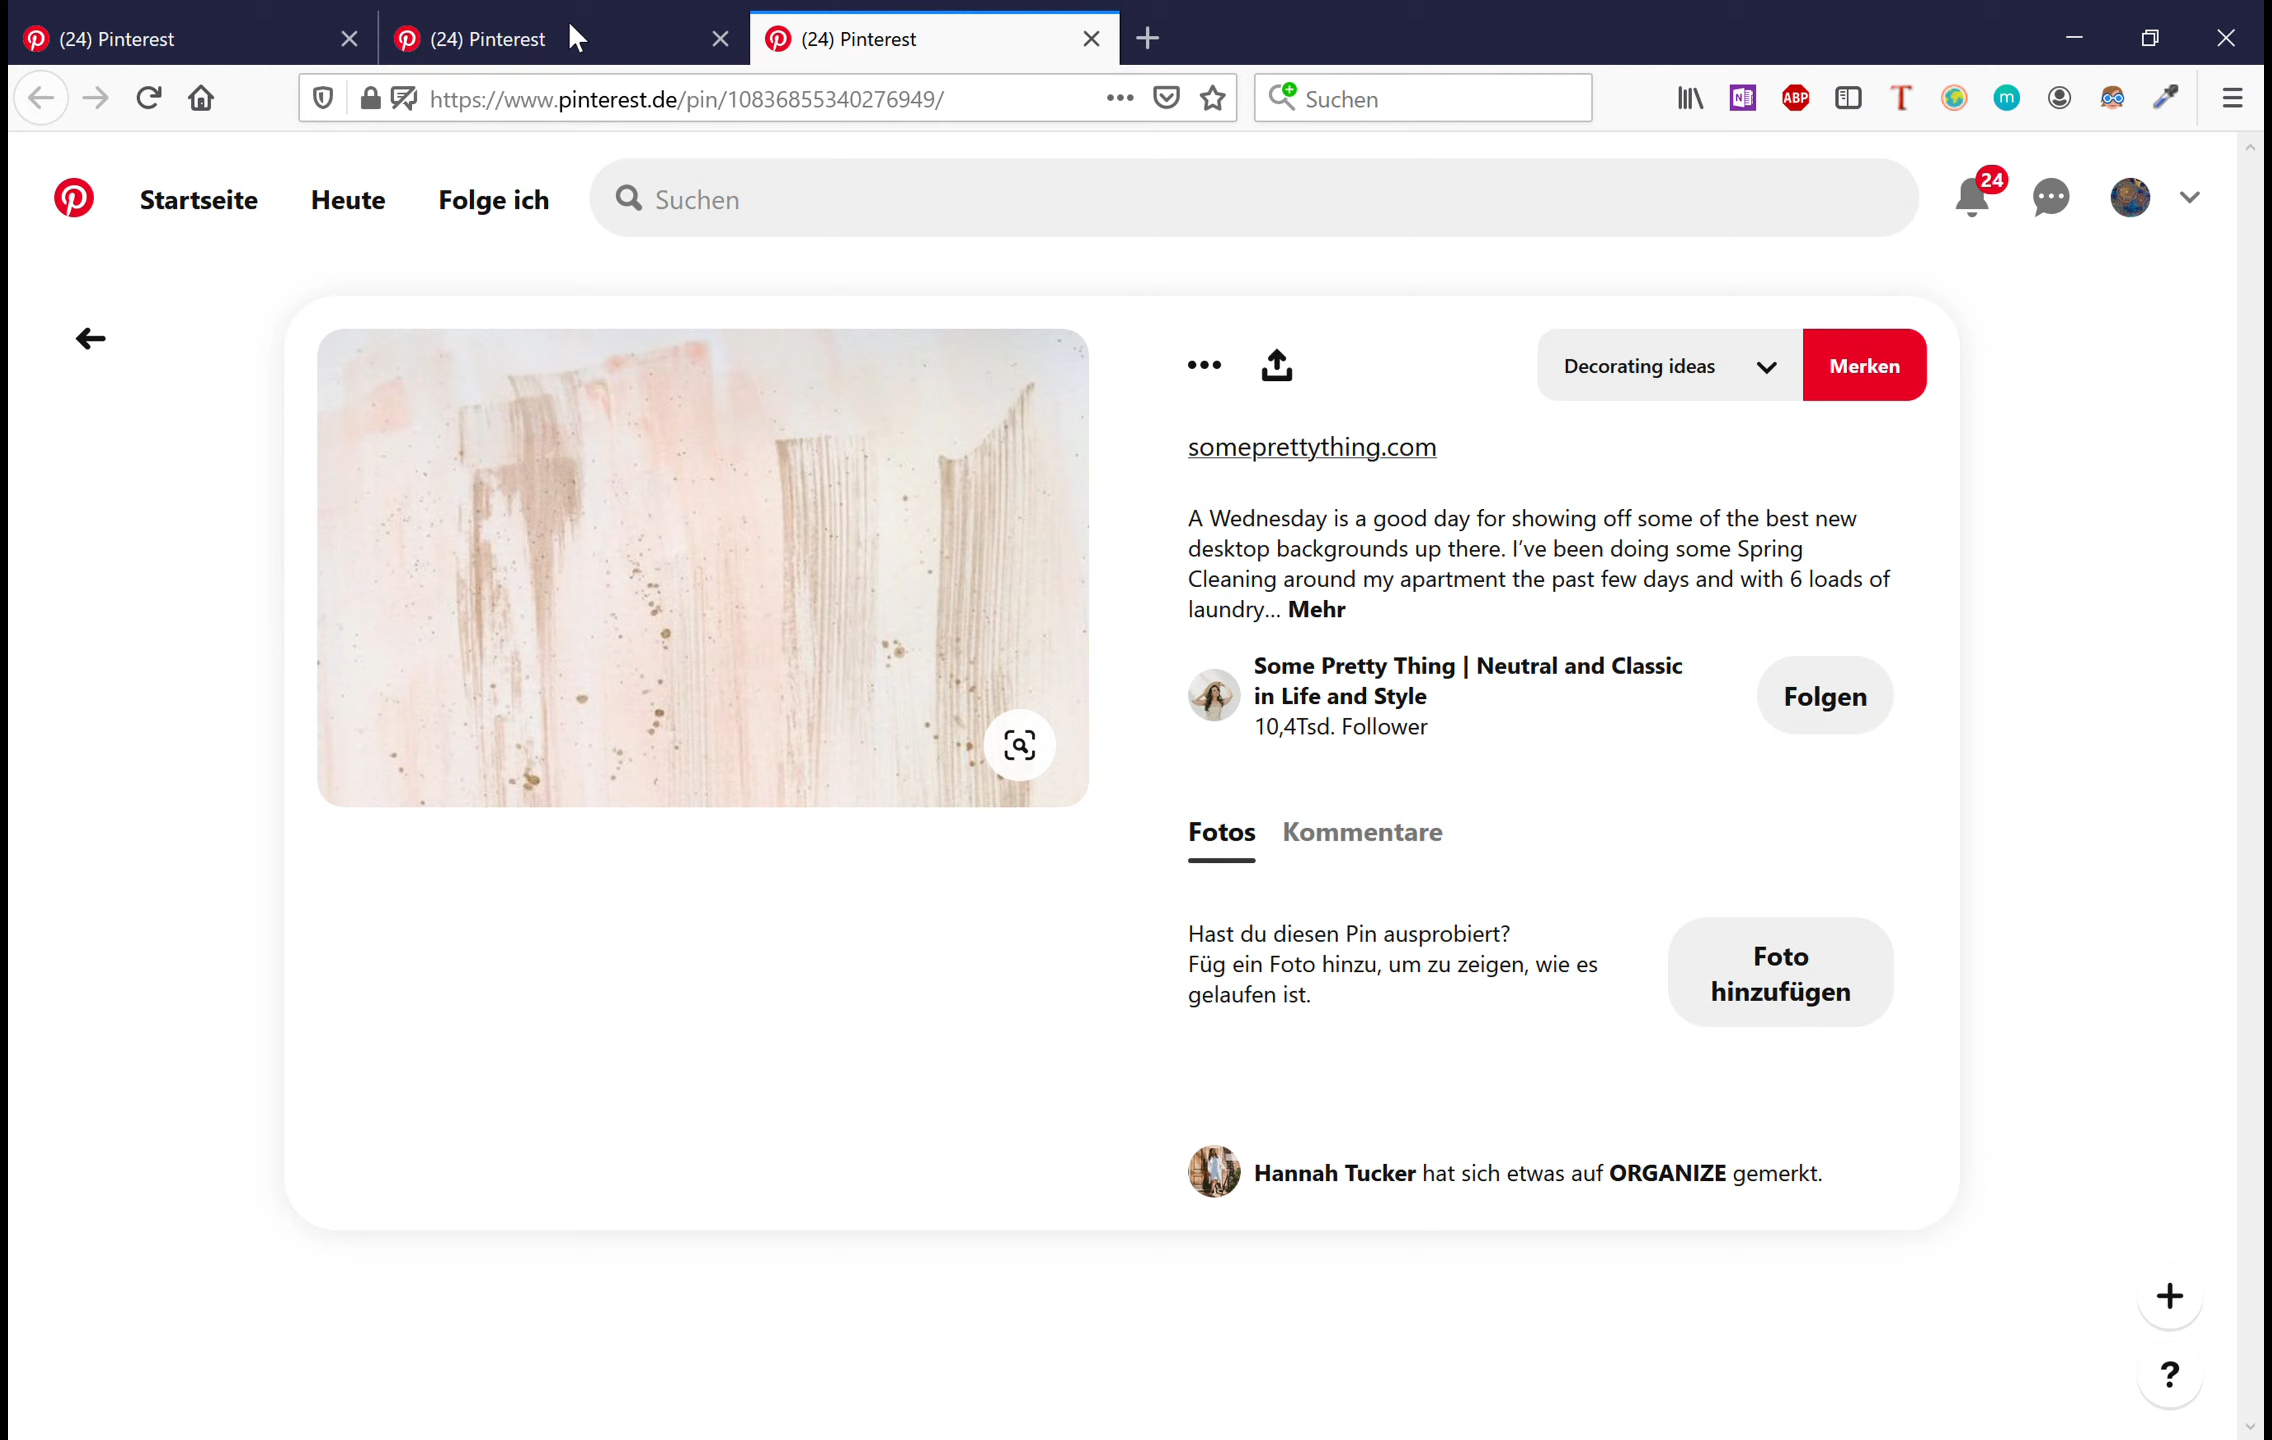 (24) Pinterest
(24) Pinterest
(24) Pinterest
https://www.pinterest.de/pin/10836855340276949/
Suchen
N
ABP
T
m
Startseite
Heute
Folge ich
Suchen
24
Decorating ideas
Merken
someprettything.com
A Wednesday is a good day for showing off some of the best new
desktop backgrounds up there. I've been doing some Spring
Cleaning around my apartment the past few days and with 6 loads of
laundry... Mehr
Some Pretty Thing | Neutral and Classic
in Life and Style
10,4Tsd. Follower
Folgen
Fotos
Kommentare
Hast du diesen Pin ausprobiert?
Füg ein Foto hinzu, um zu zeigen, wie es
gelaufen ist.
Foto
hinzufügen
Hannah Tucker hat sich etwas auf ORGANIZE gemerkt.
?